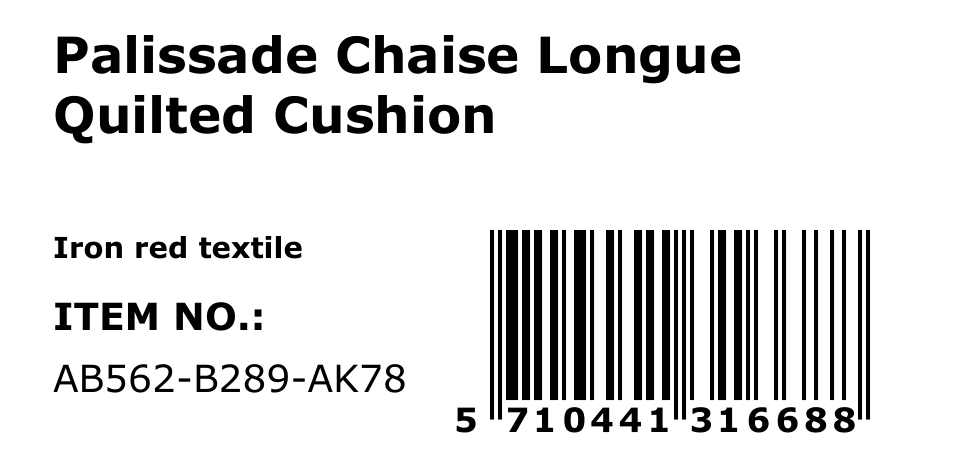 Palissade Chaise Longue
Quilted Cushion
Iron red textile
ITEM NO.:
AB562-B289-AK78
5 710441 316688